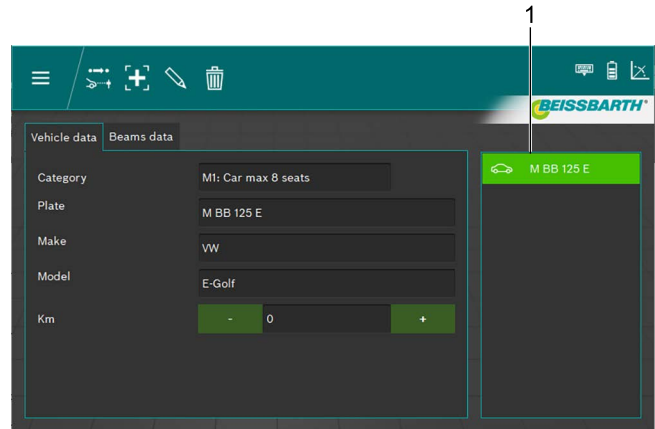 1
BEISSBARTH
Vehicle data Beams data
Category M1: Car max 8 seats
Plate M BB 125 E
Make VW
Model E-Golf
Km - 0 +
M BB 125 E